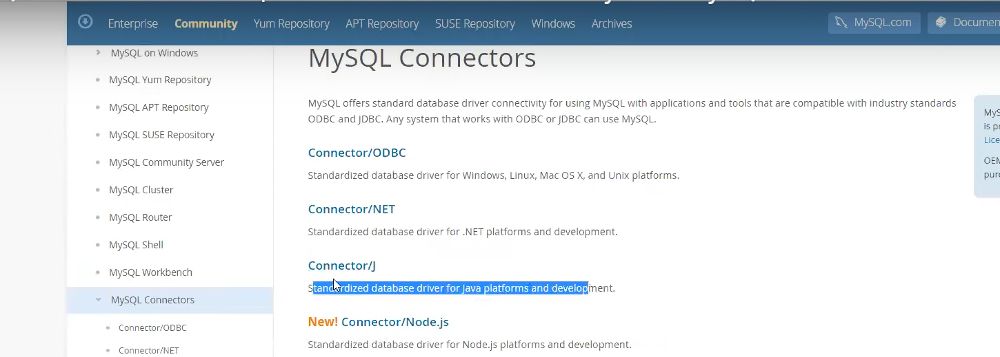 Enterprise Community Yum Repository APT Repository SUSE Repository Windows Archives MySQL.com
MySQL on Windows
MySQL Yum Repository
MySQL APT Repository
MySQL SUSE Repository
MySQL Community Server
MySQL Cluster
MySQL Router
MySQL Shell
MySQL Workbench
MySQL Connectors
Connector/ODBC
Connector/NET
MySQL Connectors
MySQL offers standard database driver connectivity for using MySQL with applications and tools that are compatible with industry standards
ODBC and JDBC. Any system that works with ODBC or JDBC can use MySQL.
Connector/ODBC
Standardized database driver for Windows, Linux, Mac OS X, and Unix platforms.
Connector/NET
Standardized database driver for .NET platforms and development.
Connector/J
Standardized database driver for Java platforms and development.
New! Connector/Node.js
Standardized database driver for Node.js platforms and development.
is